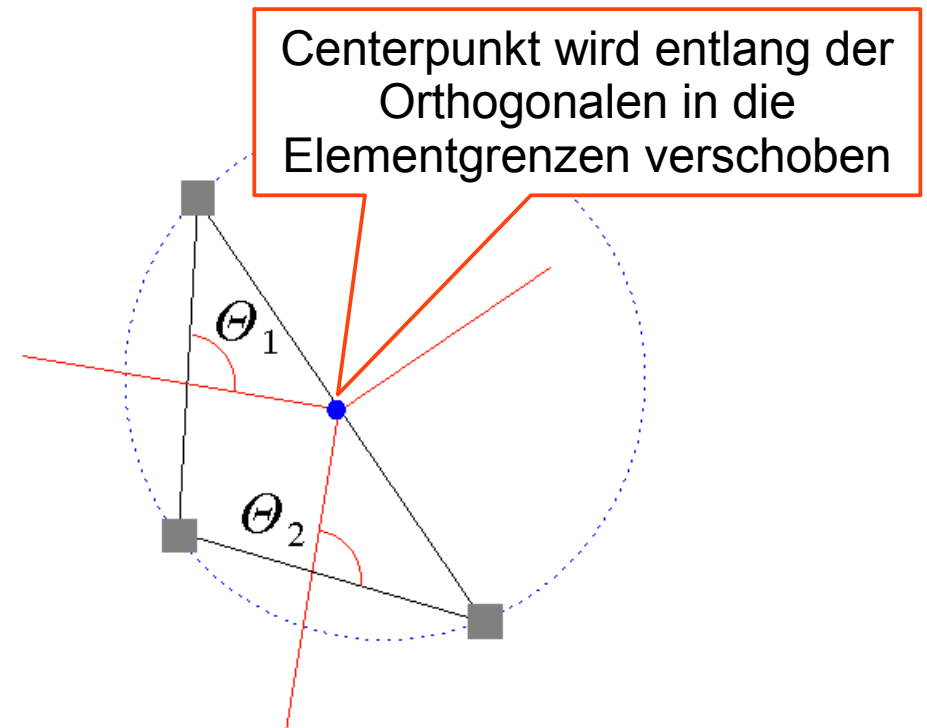 Centerpunkt wird entlang der
Orthogonalen in die
Elementgrenzen verschoben
Θ₁
Θ₂